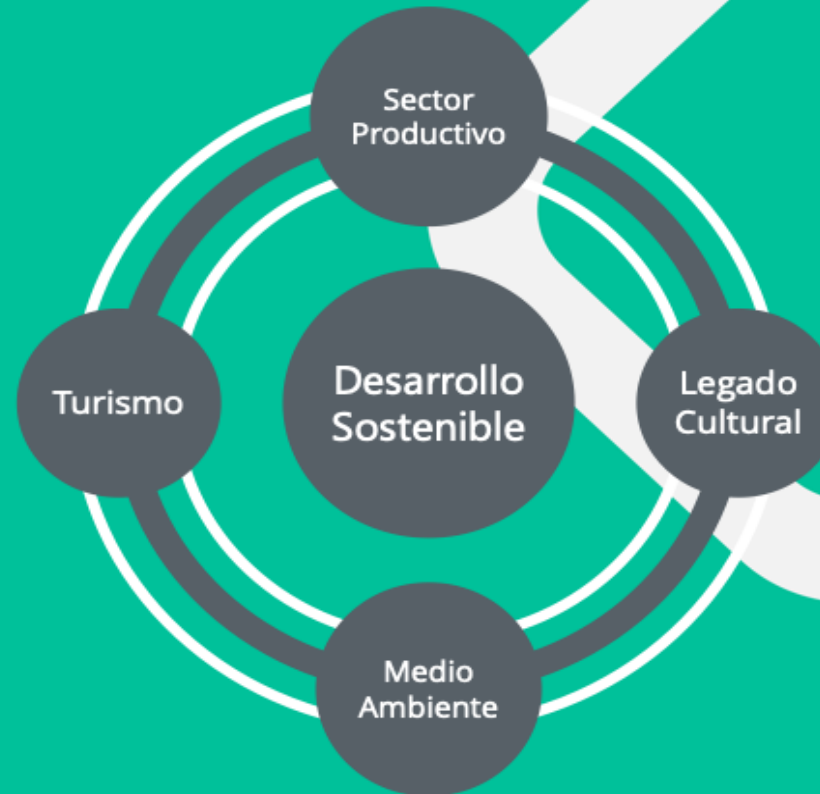 Sector
Productivo
Turismo
Desarrollo
Sostenible
Legado
Cultural
Medio
Ambiente